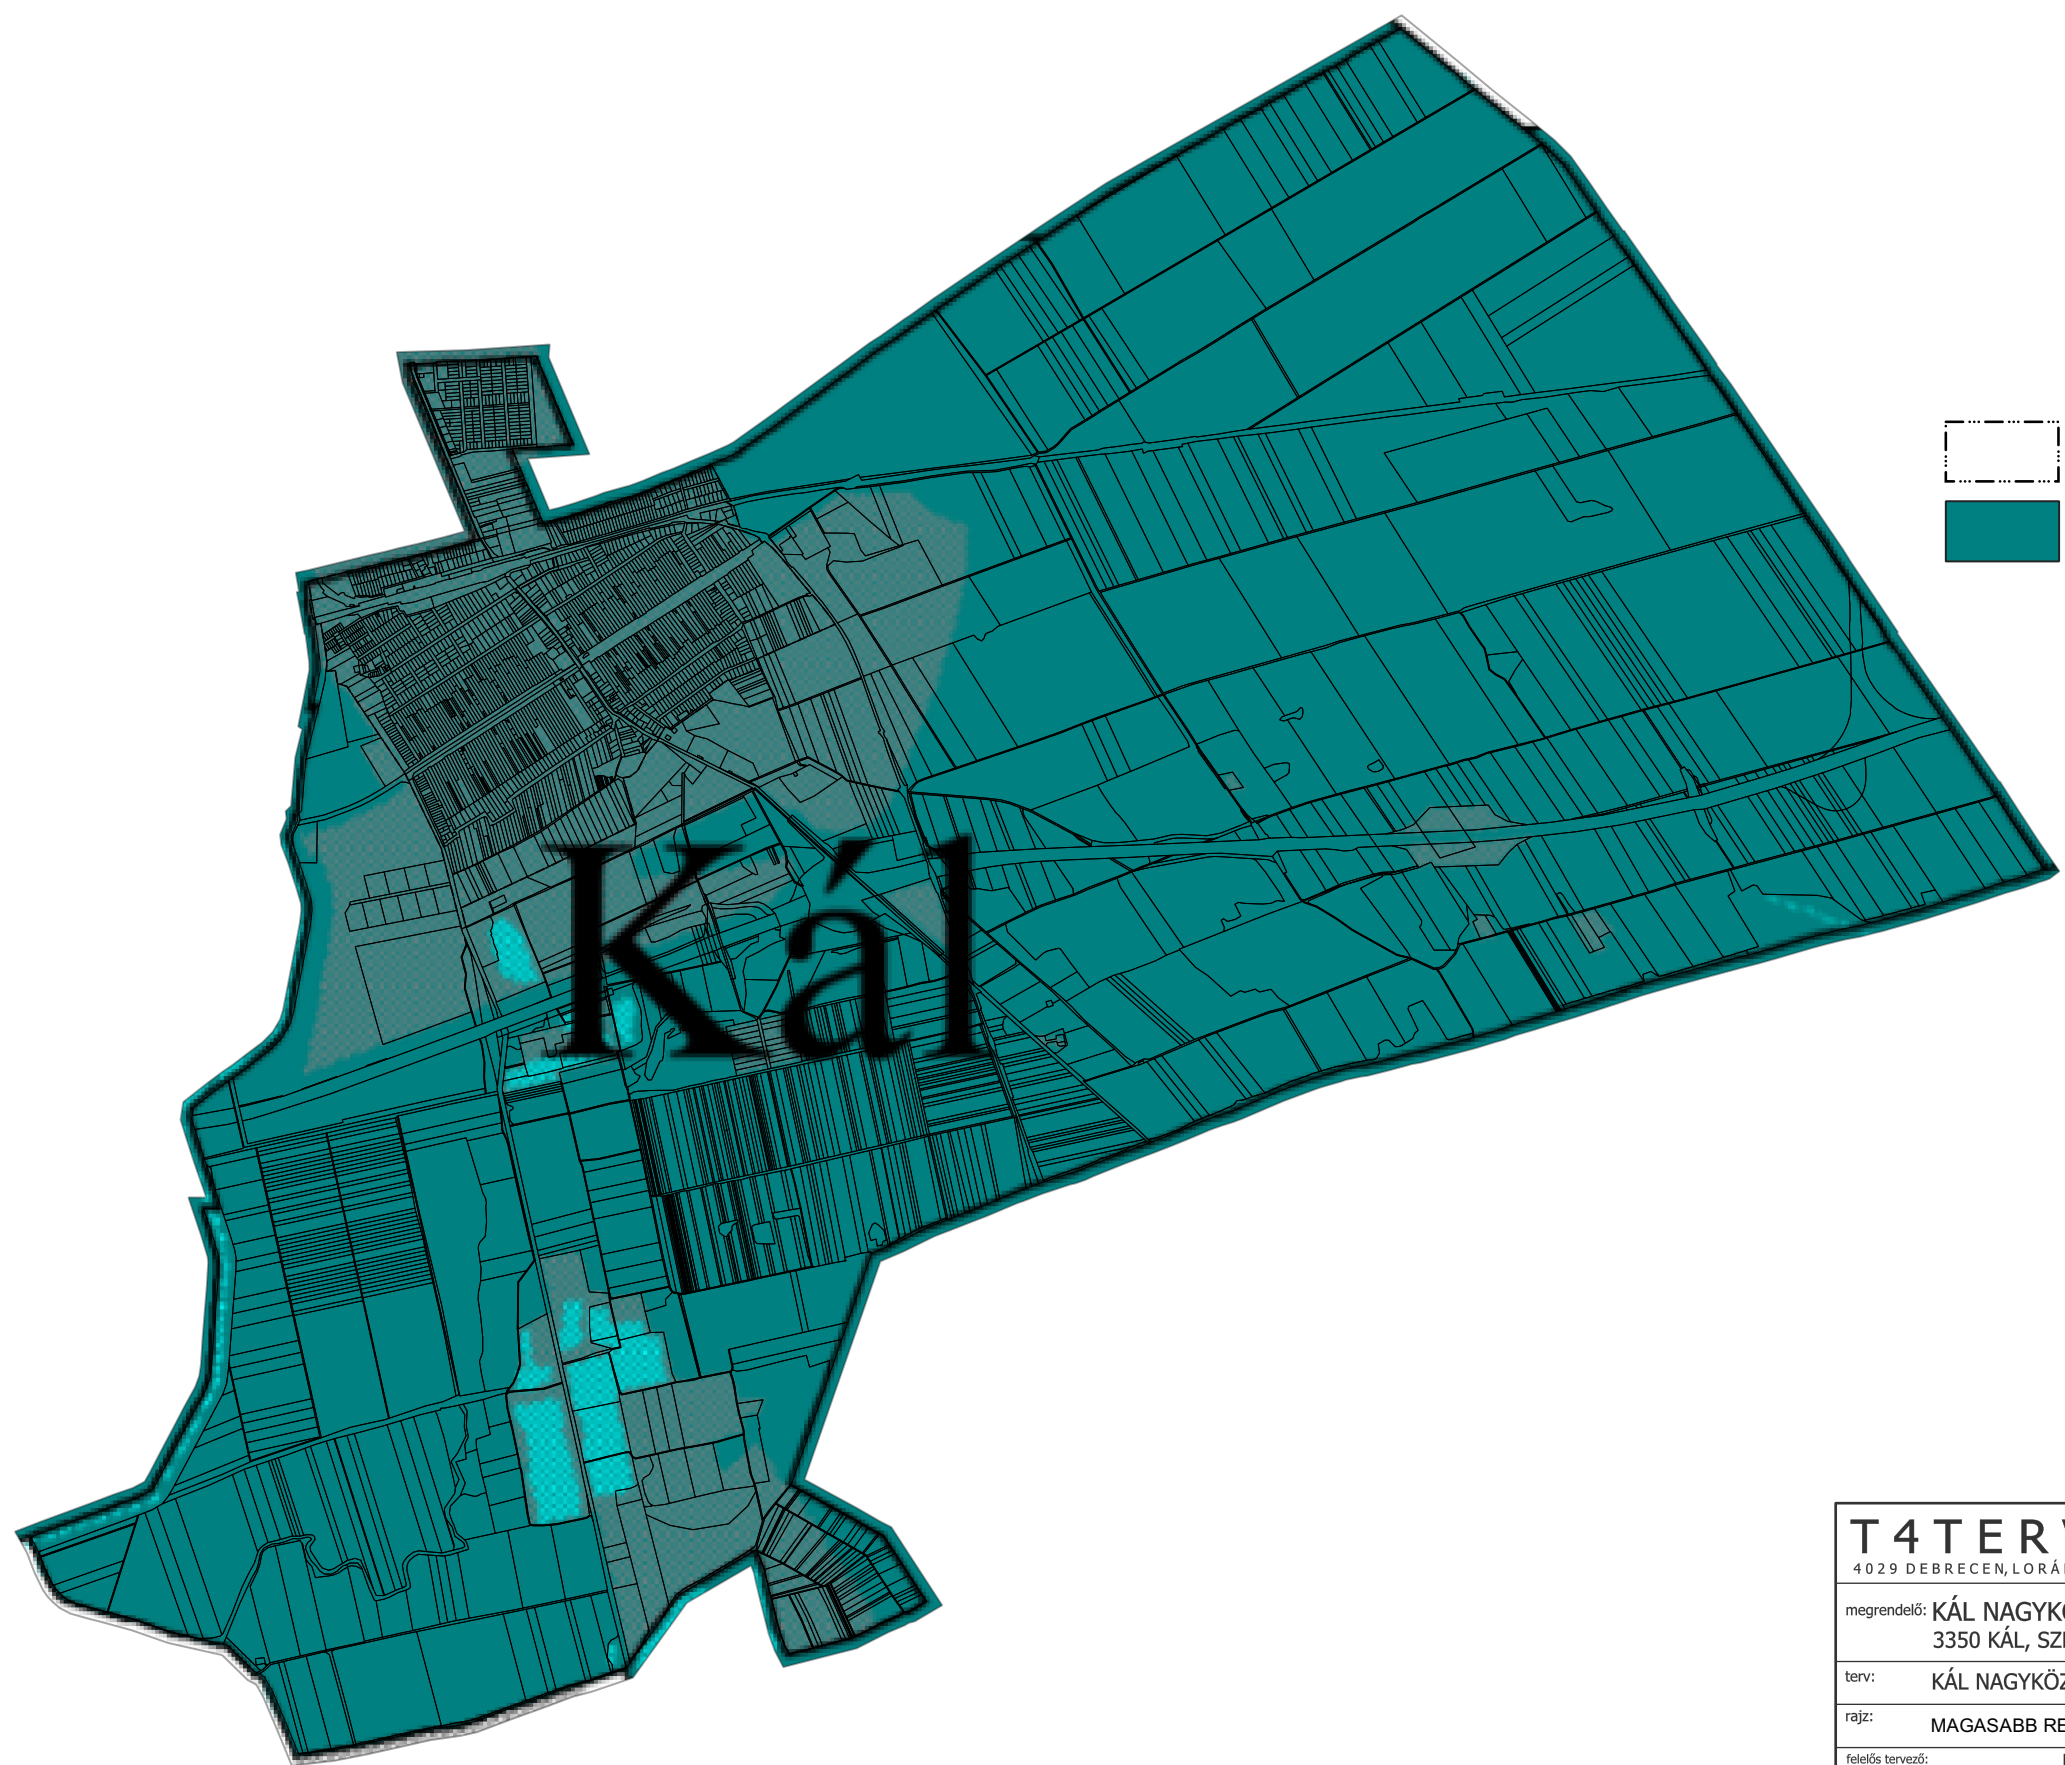 Kál
T4TER
4029 DEBRECEN, LORÁ
megrendelő: KÁL NAGYK
3350 KÁL, SZ
terv: KÁL NAGYKÖZ
rajz: MAGASABB RE
felelős tervező: